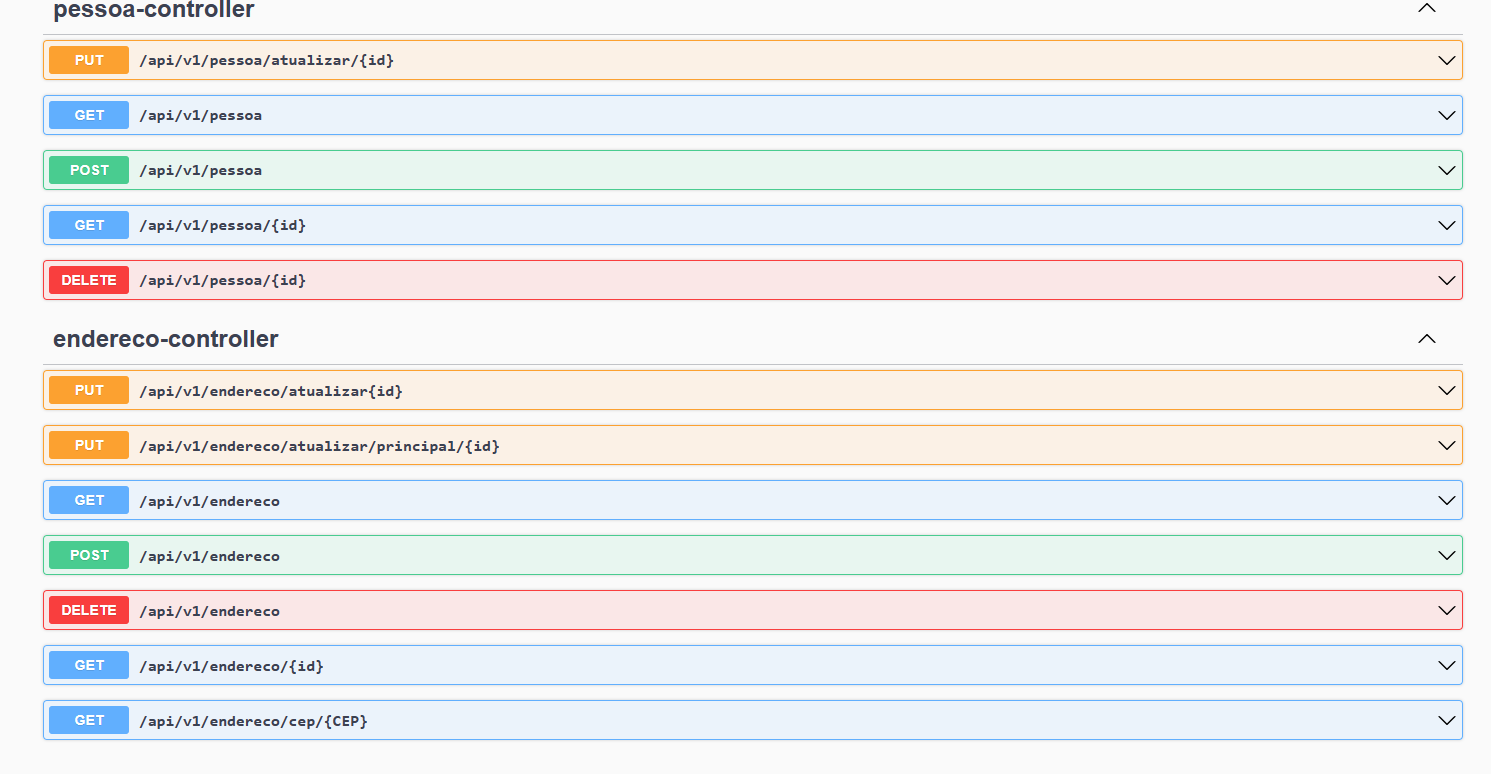 pessoa-controller
PUT /api/v1/pessoa/atualizar/{id}
GET /api/v1/pessoa
POST /api/v1/pessoa
GET /api/v1/pessoa/{id}
DELETE /api/v1/pessoa/{id}
endereco-controller
PUT /api/v1/endereco/atualizar{id}
PUT /api/v1/endereco/atualizar/principal/{id}
GET /api/v1/endereco
POST /api/v1/endereco
DELETE /api/v1/endereco
GET /api/v1/endereco/{id}
GET /api/v1/endereco/cep/{CEP}